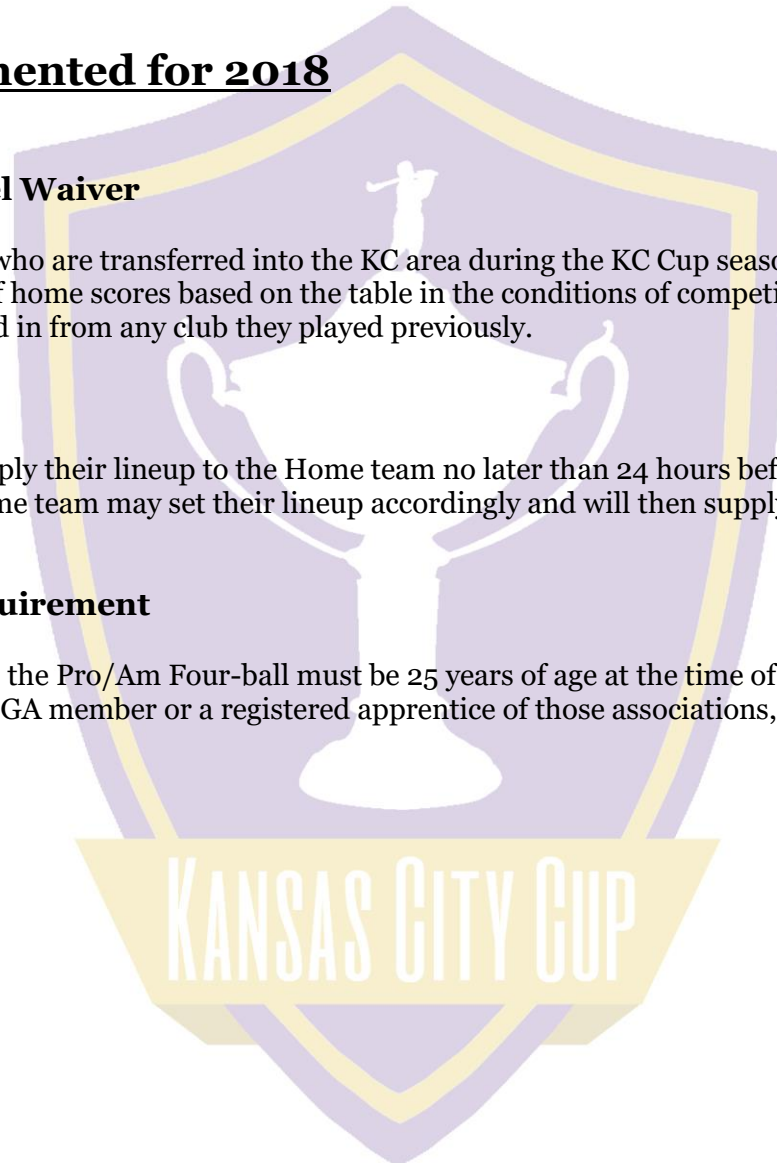 nented for 2018
el Waiver
who are transferred into the KC area during the KC Cup seaso
f home scores based on the table in the conditions of competi
d in from any club they played previously.
ply their lineup to the Home team no later than 24 hours bef
me team may set their lineup accordingly and will then supply
uirement
the Pro/Am Four-ball must be 25 years of age at the time of
GA member or a registered apprentice of those associations,
KANSAS CITY CUP